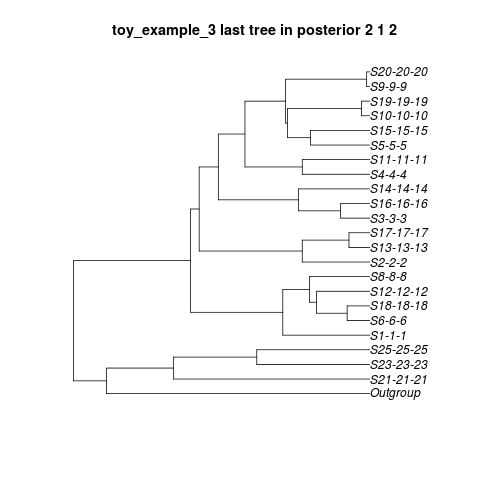 toy_example_3 last tree in posterior 2 1 2
S20-20-20
S9-9-9
S19-19-19
S10-10-10
S15-15-15
S5-5-5
S11-11-11
S4-4-4
S14-14-14
S16-16-16
S3-3-3
S17-17-17
S13-13-13
S2-2-2
S8-8-8
S12-12-12
S18-18-18
S6-6-6
S1-1-1
S25-25-25
S23-23-23
S21-21-21
Outgroup